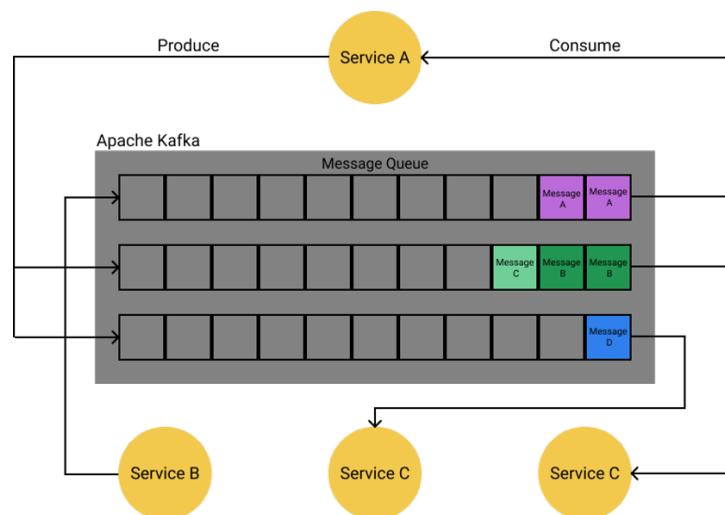 Produce
Service A
Consume
Apache Kafka
Message Queue
Message
A
Message
A
Message
C
Message
B
Message
B
Message
D
Service B
Service C
Service C